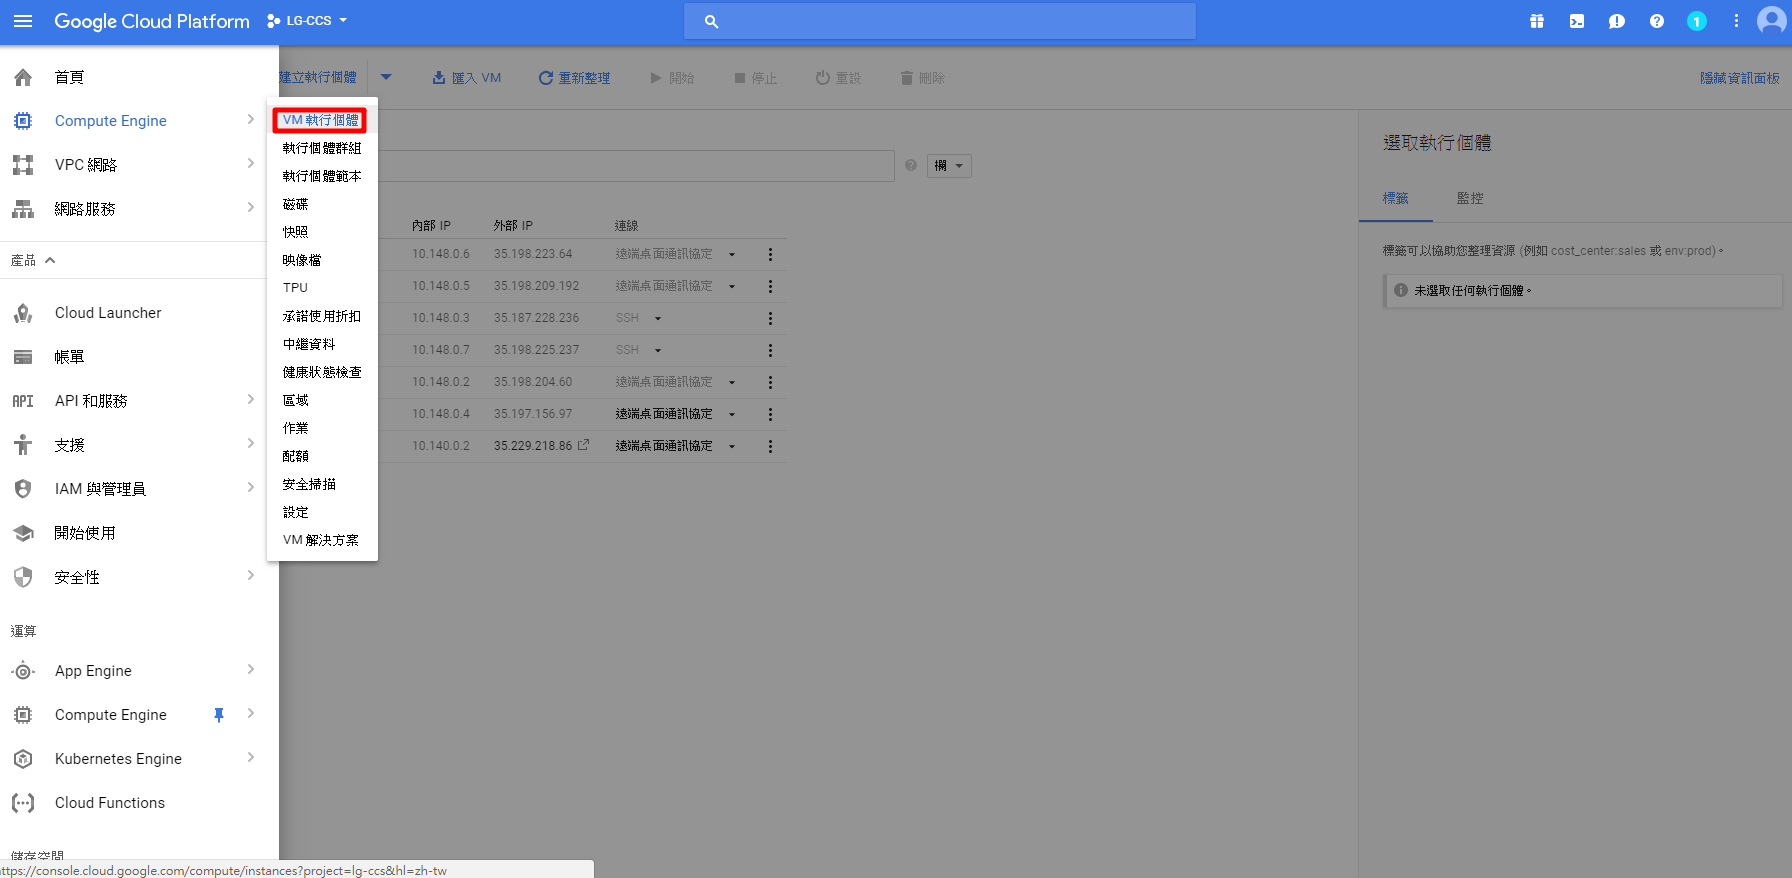 Google Cloud Platform LG-CCS
1
首頁
Compute Engine
VPC 網路
網路服務
產品
Cloud Launcher
帳單
API 和服務
支援
IAM 與管理員
開始使用
安全性
運算
App Engine
Compute Engine
Kubernetes Engine
Cloud Functions
儲存空間
VM 執行個體
執行個體群組
執行個體範本
磁碟
快照
映像檔
TPU
承諾使用折扣
中繼資料
健康狀態檢查
區域
作業
配額
安全掃描
設定
VM 解決方案
建立執行個體 匯入 VM 重新整理 開始 停止 重設 刪除 隱藏資訊面板
欄
內部 IP 外部 IP 連線
10.148.0.6 35.198.223.64 遠端桌面通訊協定
10.148.0.5 35.198.209.192 遠端桌面通訊協定
10.148.0.3 35.187.228.236 SSH
10.148.0.7 35.198.225.237 SSH
10.148.0.2 35.198.204.60 遠端桌面通訊協定
10.148.0.4 35.197.156.97 遠端桌面通訊協定
10.140.0.2 35.229.218.86 遠端桌面通訊協定
選取執行個體
標籤 監控
標籤可以協助您整理資源 (例如 cost_center:sales 或 env:prod)。
未選取任何執行個體。
ttps://console.cloud.google.com/compute/instances?project=lg-ccs&hl=zh-tw